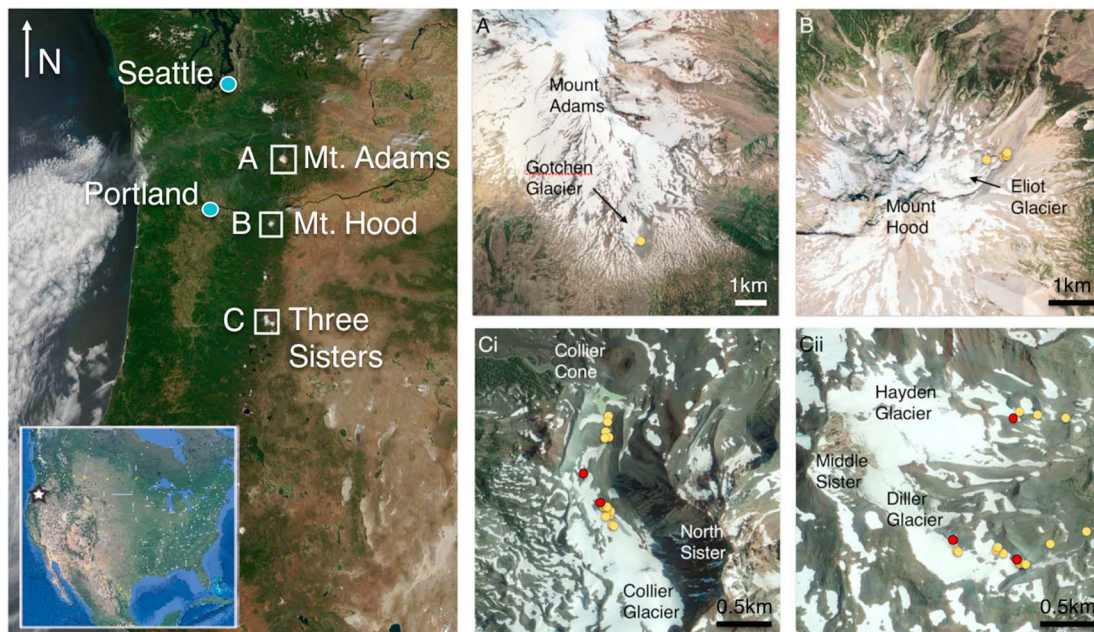 N
Seattle
A
Mt. Adams
Portland
B
Mt. Hood
C
Three
Sisters
A
Mount
Adams
Gotchen
Glacier
1km
B
Eliot
Glacier
Mount
Hood
1km
Ci
Collier
Cone
North
Sister
Collier
Glacier
0.5km
Cii
Hayden
Glacier
Middle
Sister
Diller
Glacier
0.5km